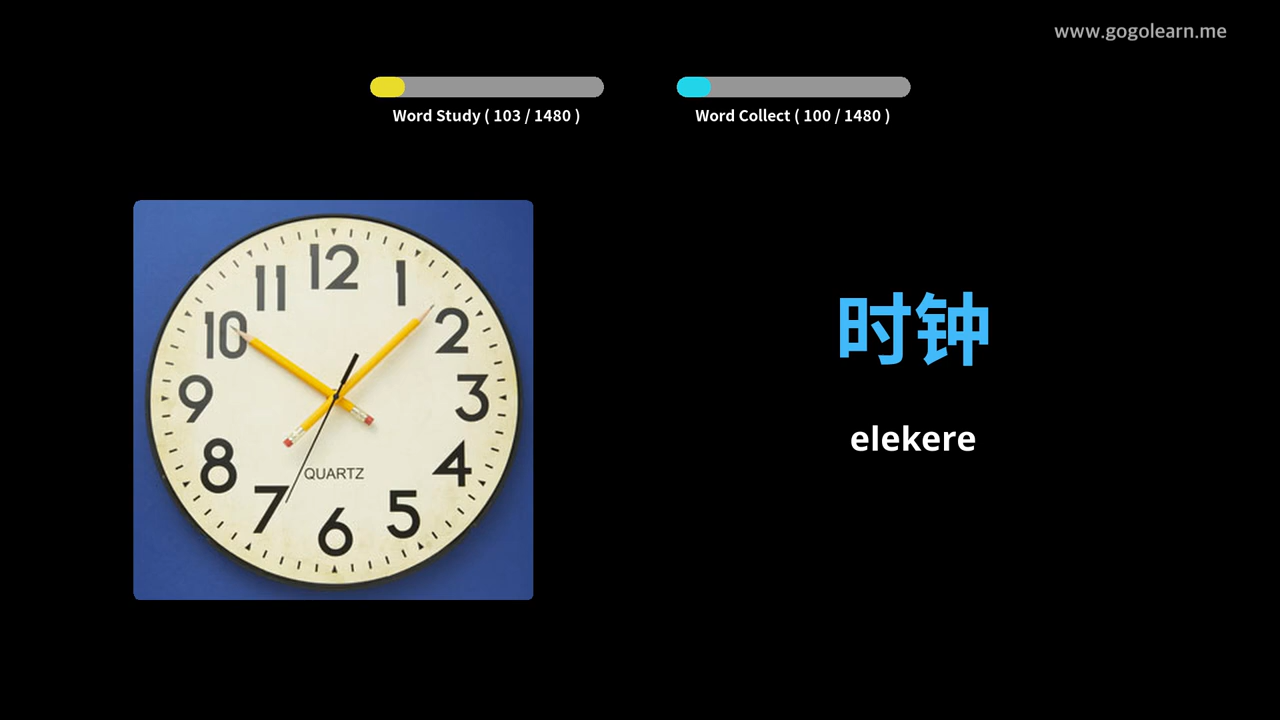 www.gogolearn.me
Word Study ( 103 / 1480 )
Word Collect ( 100 / 1480 )
12
11
1
10
2
9
3
8
4
QUARTZ
7
5
6
时钟
elekere